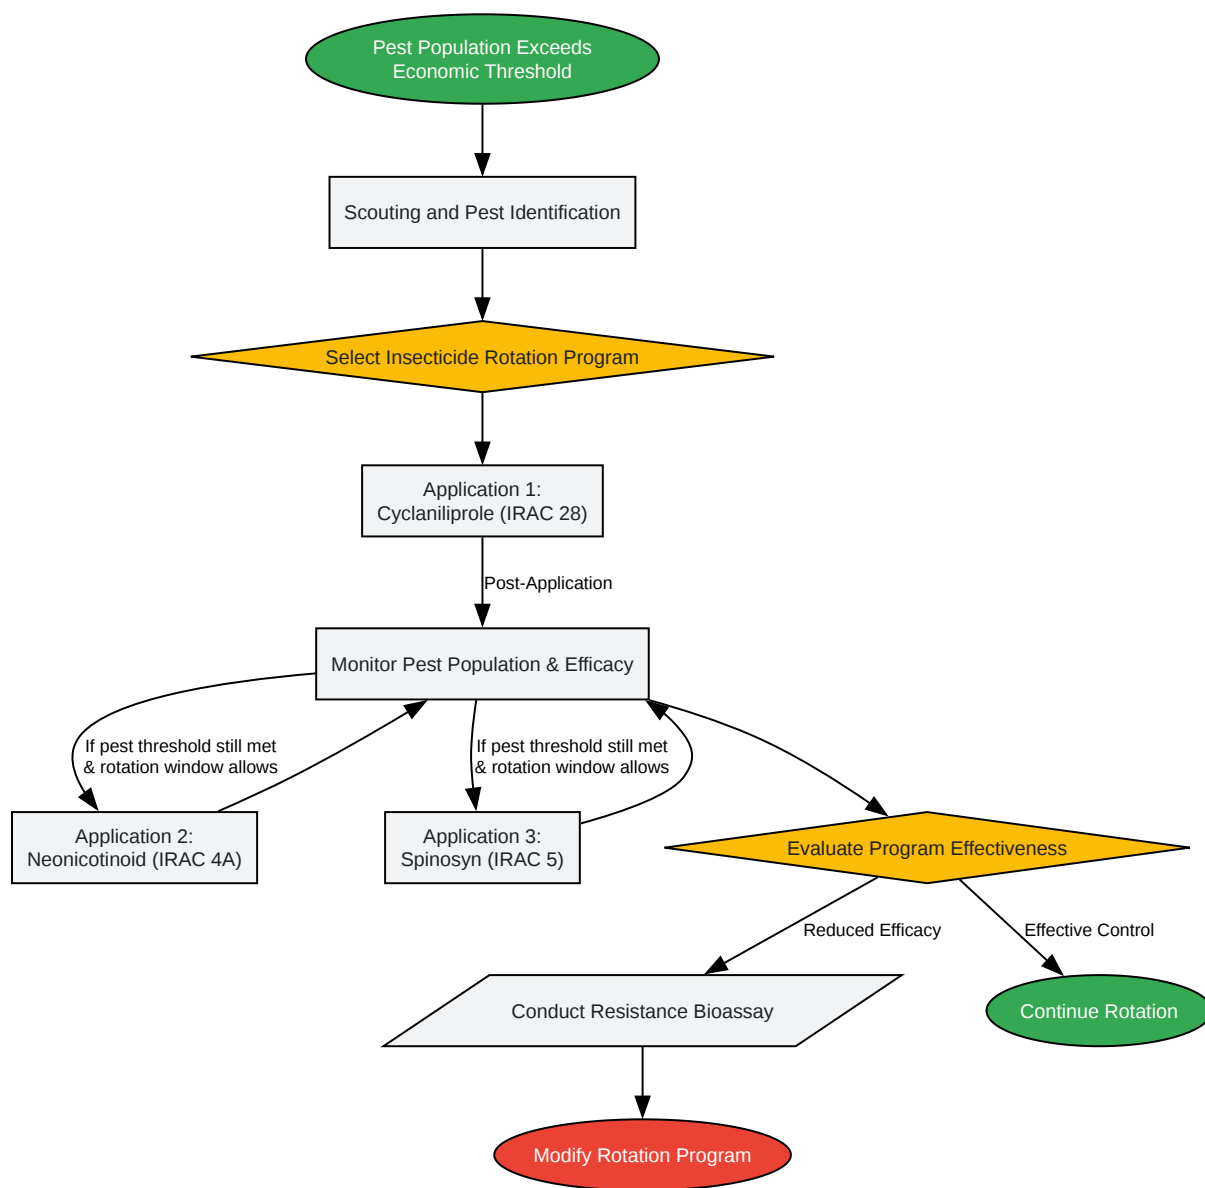 Pest Population Exceeds
Economic Threshold
Scouting and Pest Identification
Select Insecticide Rotation Program
Application 1:
Cyclaniliprole (IRAC 28)
Post-Application
Monitor Pest Population & Efficacy
If pest threshold still met
& rotation window allows
If pest threshold still met
& rotation window allows
Application 2:
Neonicotinoid (IRAC 4A)
Application 3:
Spinosyn (IRAC 5)
Evaluate Program Effectiveness
Reduced Efficacy
Effective Control
Conduct Resistance Bioassay
Continue Rotation
Modify Rotation Program